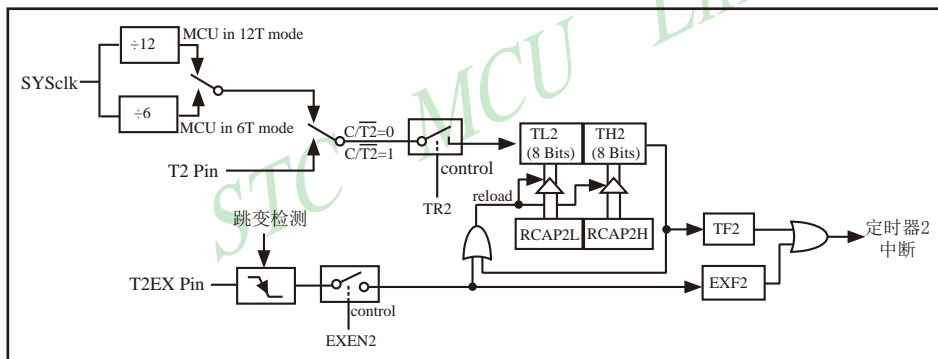 STC MCU Lim
÷12
MCU in 12T mode
SYSclk
÷6
MCU in 6T mode
T2 Pin
C/T2=0
C/T2=1
control
TR2
TL2
(8 Bits)
TH2
(8 Bits)
reload
RCAP2L
RCAP2H
跳变检测
T2EX Pin
control
EXEN2
TF2
EXF2
定时器2
中断